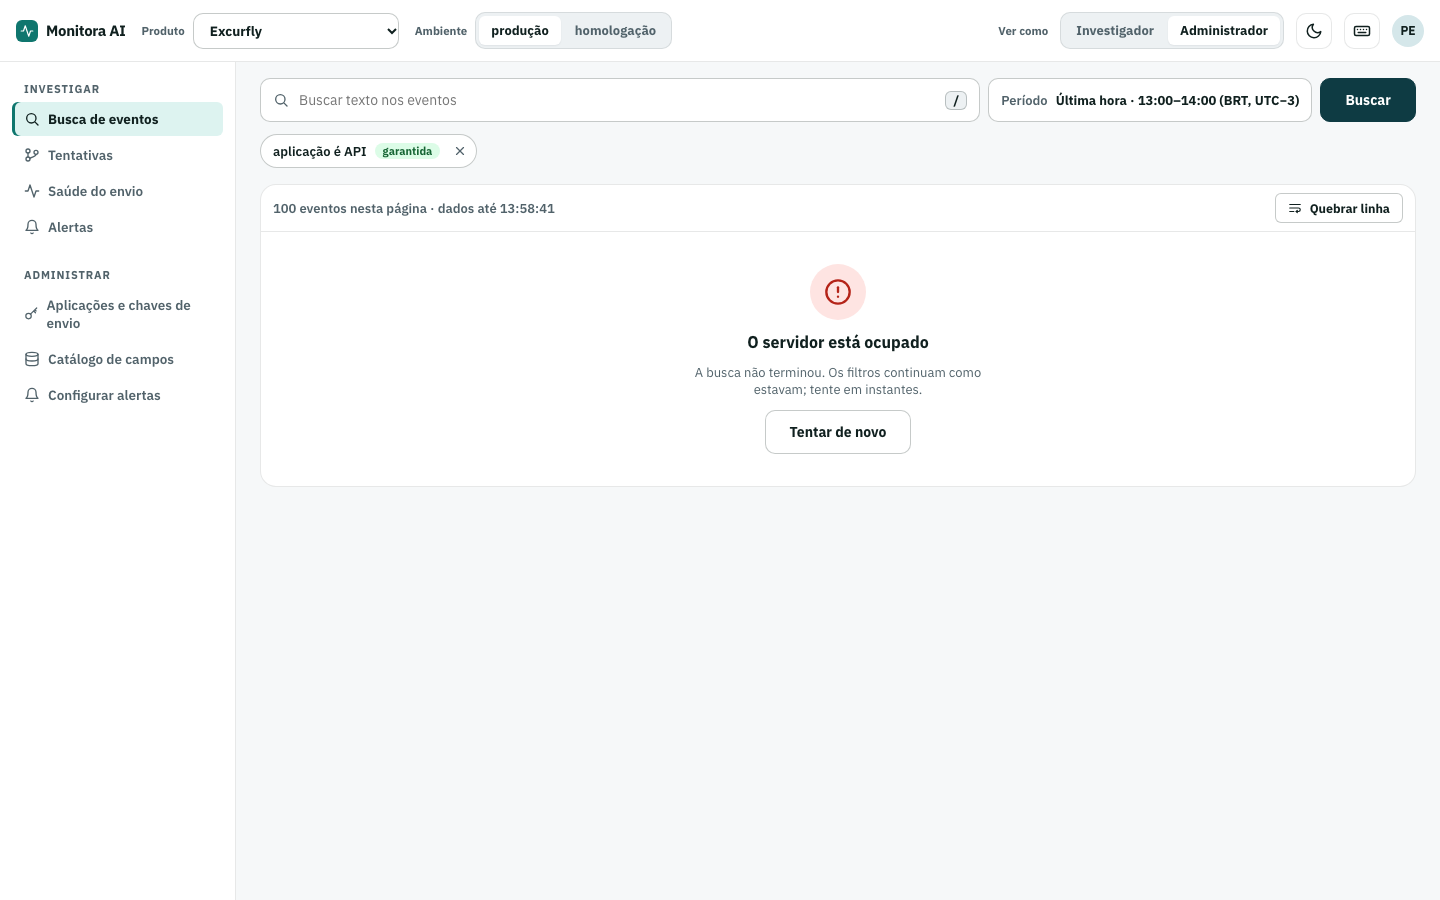 Monitora AI
Produto
Excurfly
Ambiente
produção
homologação
Ver como
Investigador
Administrador
PE
INVESTIGAR
Busca de eventos
Tentativas
Saúde do envio
Alertas
ADMINISTRAR
Aplicações e chaves de
envio
Catálogo de campos
Configurar alertas
Buscar texto nos eventos
/
Período Última hora · 13:00–14:00 (BRT, UTC−3)
Buscar
aplicação é API garantida
100 eventos nesta página · dados até 13:58:41
Quebrar linha
O servidor está ocupado
A busca não terminou. Os filtros continuam como
estavam; tente em instantes.
Tentar de novo